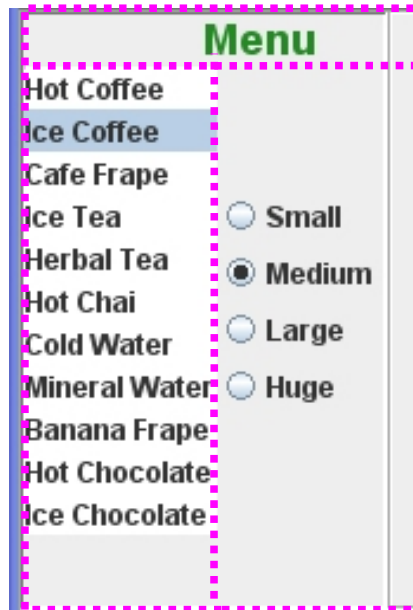 Menu
Hot Coffee
Ice Coffee
Cafe Frape
Ice Tea
Herbal Tea
Hot Chai
Cold Water
Mineral Water
Banana Frape
Hot Chocolate
Ice Chocolate
Small
Medium
Large
Huge